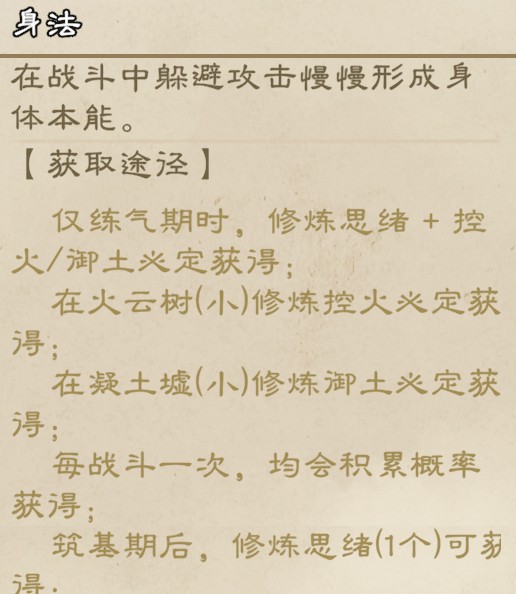 身法
在战斗中躲避攻击慢慢形成身
体本能。
【获取途径】
仅练气期时，修炼思绪+控
火/御土必定获得；
在火云树(小)修炼控火必定获
得；
在凝土墟(小)修炼御土必定获
得；
每战斗一次，均会积累概率
获得；
筑基期后，修炼思绪(1个)可获
得；